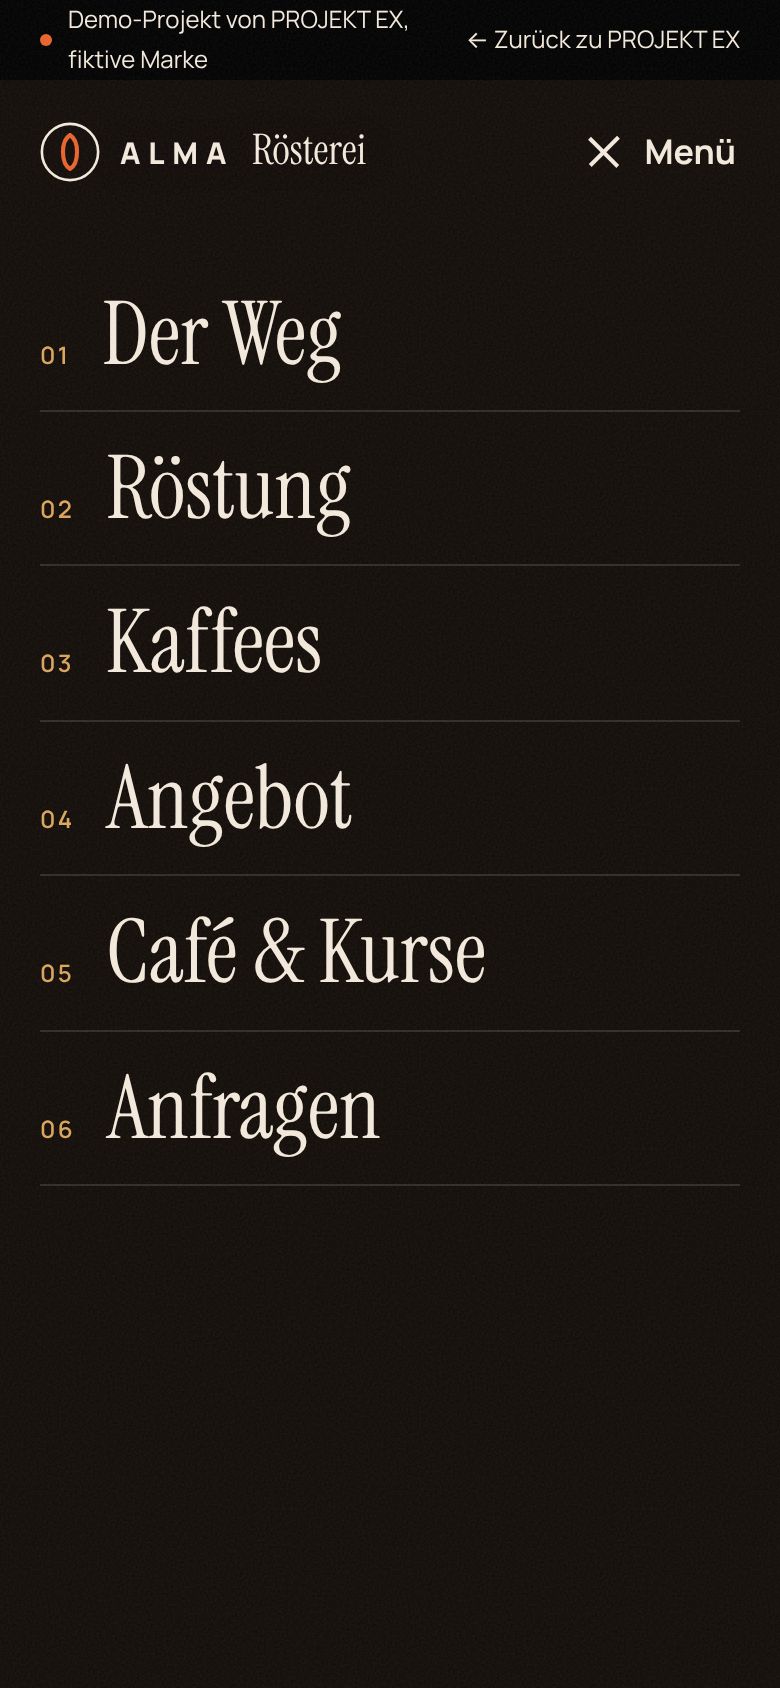 Demo-Projekt von PROJEKT EX,
fiktive Marke
← Zurück zu PROJEKT EX
ALMA Rösterei
Menü
01 Der Weg
02 Röstung
03 Kaffees
04 Angebot
05 Café & Kurse
06 Anfragen